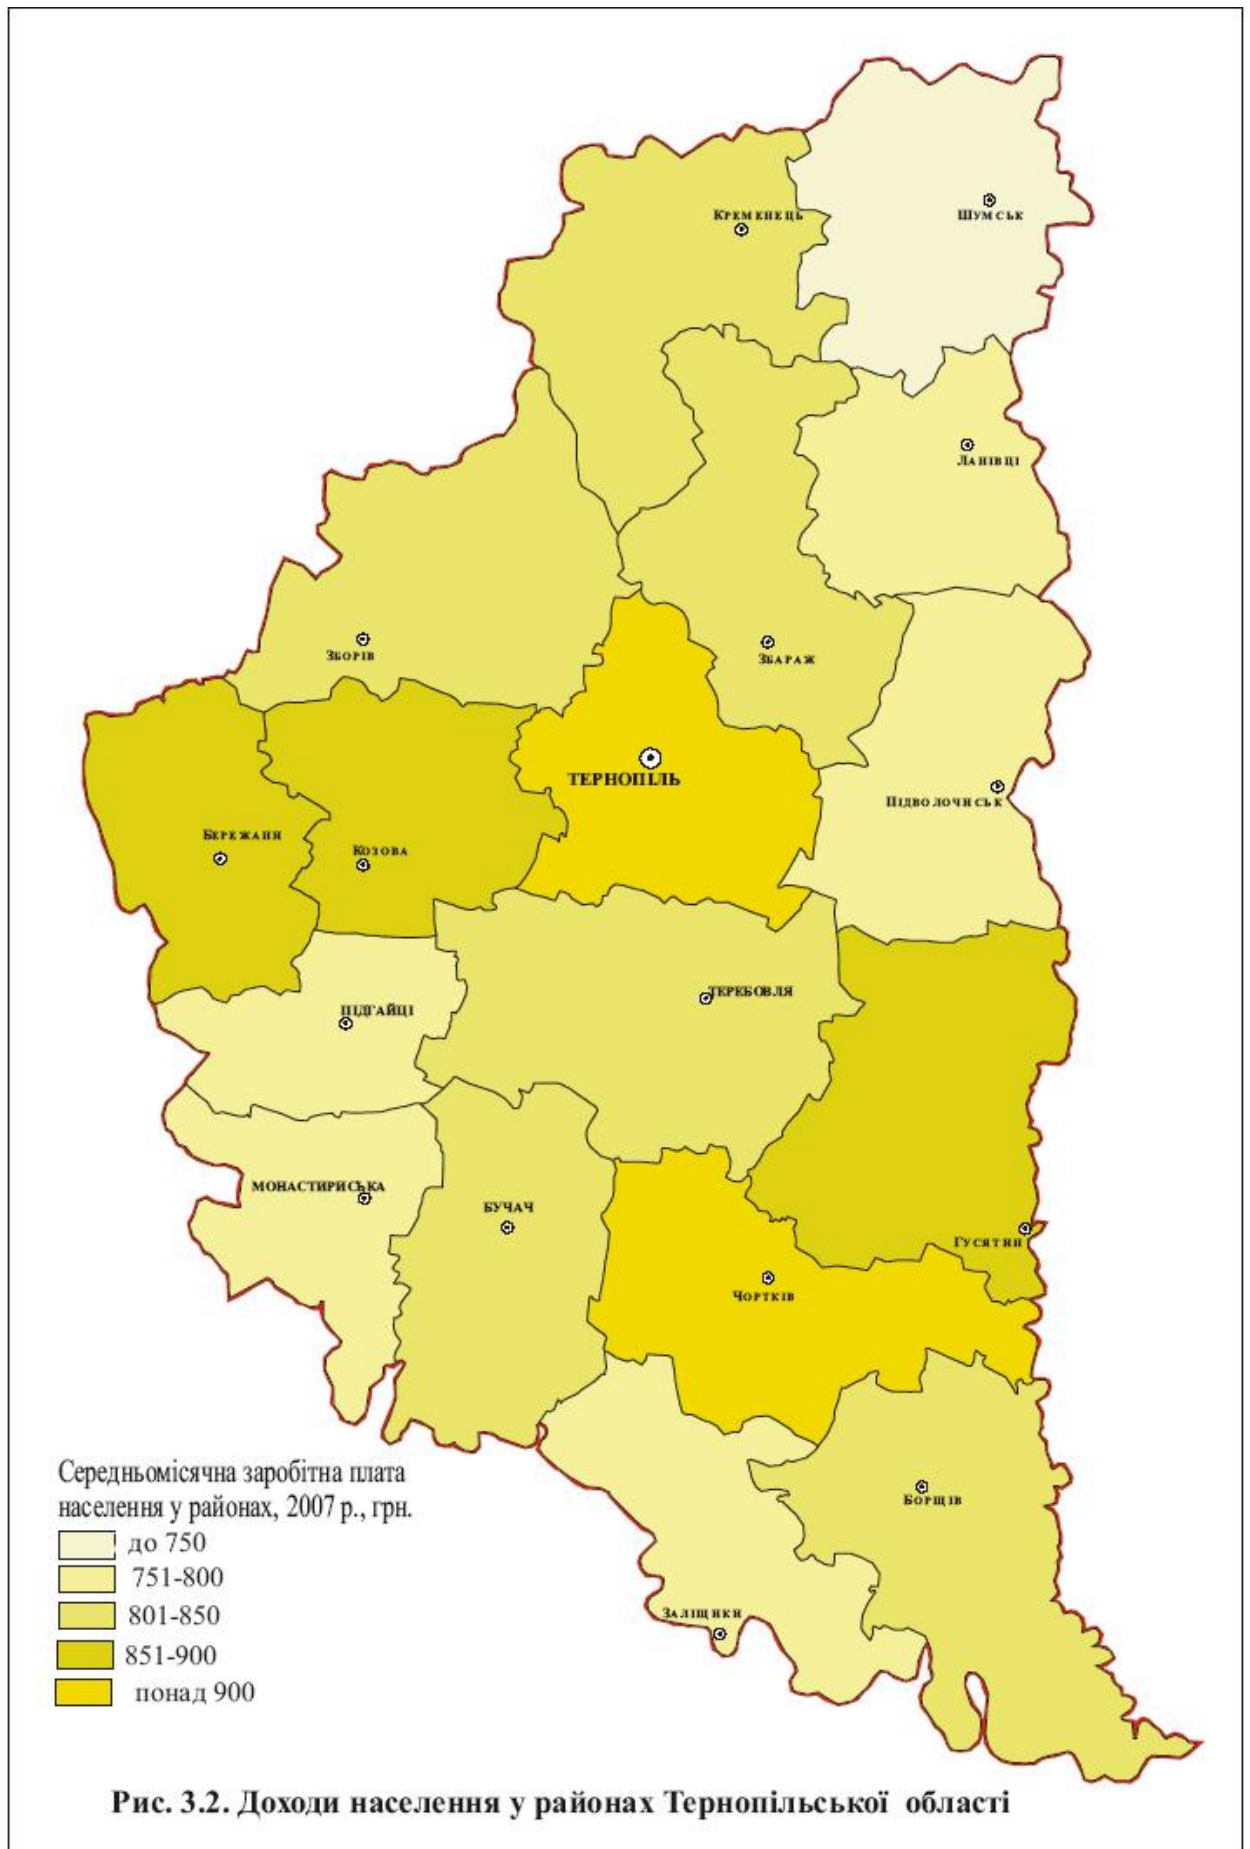 КРЕМЕНЕЦЬ
ШУМСЬК
ЛАНІВЦІ
ЗБОРІВ
ЗБАРАЖ
ТЕРНОПІЛЬ
ПІДВОЛОЧИСЬК
БЕРЕЖАНИ
КОЗОВА
ТЕРЕБОВЛЯ
ПІДГАЙЦІ
МОНАСТИРИСЬКА
БУЧАЧ
ГУСЯТИН
ЧОРТКІВ
Середньомісячна заробітна плата
населення у районах, 2007 р., грн.
БОРЩІВ
до 750
751-800
801-850
ЗАЛІЩИКИ
851-900
понад 900
Рис. 3.2. Доходи населення у районах Тернопільської області